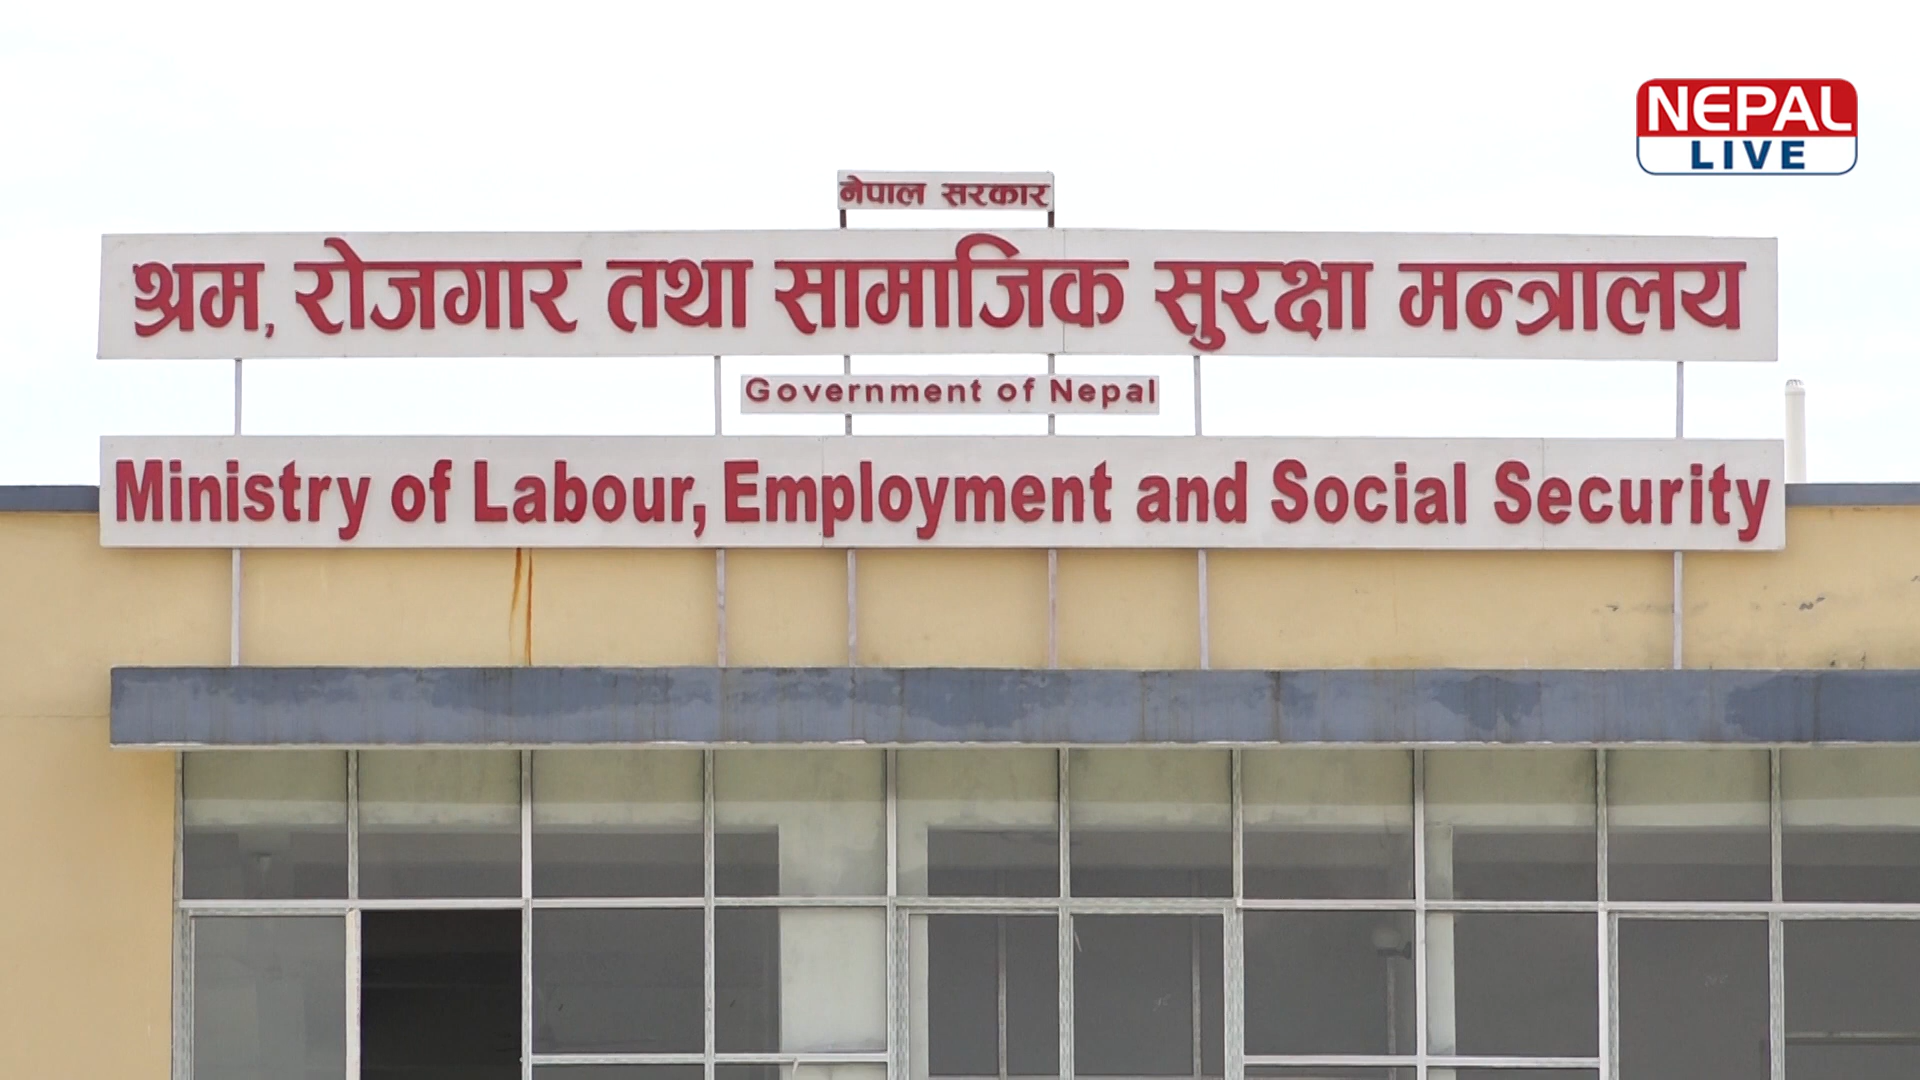 NEPAL
LIVE
नेपाल सरकार
श्रम, रोजगार तथा सामाजिक सुरक्षा मन्त्रालय
Government of Nepal
Ministry of Labour, Employment and Social Security